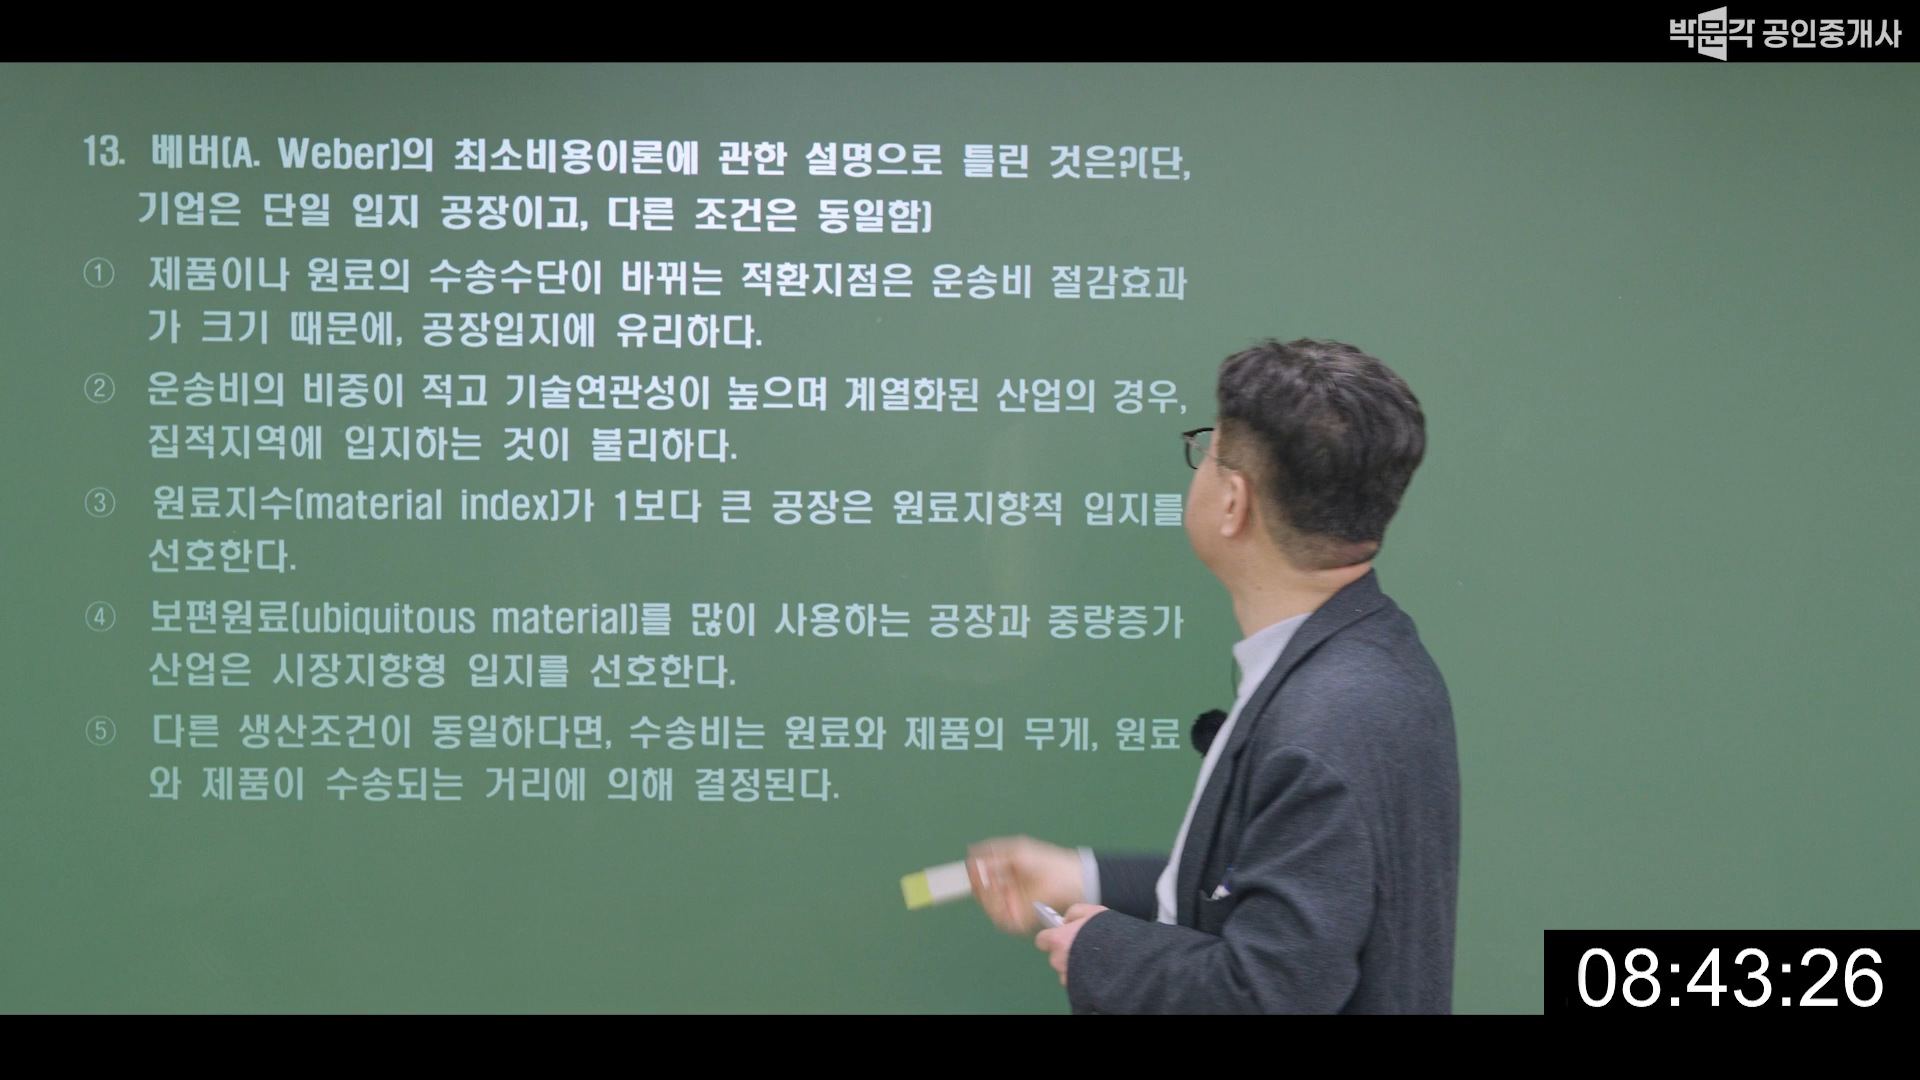 박문각 공인중개사
13. 베버(A. Weber)의 최소비용이론에 관한 설명으로 틀린 것은?(단,
기업은 단일 입지 공장이고, 다른 조건은 동일함)
① 제품이나 원료의 수송수단이 바뀌는 적환지점은 운송비 절감효과
가 크기 때문에, 공장입지에 유리하다.
② 운송비의 비중이 적고 기술연관성이 높으며 계열화된 산업의 경우,
집적지역에 입지하는 것이 불리하다.
③ 원료지수(material index)가 1보다 큰 공장은 원료지향적 입지를
선호한다.
④ 보편원료(ubiquitous material)를 많이 사용하는 공장과 중량증가
산업은 시장지향형 입지를 선호한다.
⑤ 다른 생산조건이 동일하다면, 수송비는 원료와 제품의 무게, 원료
와 제품이 수송되는 거리에 의해 결정된다.
08:43:26